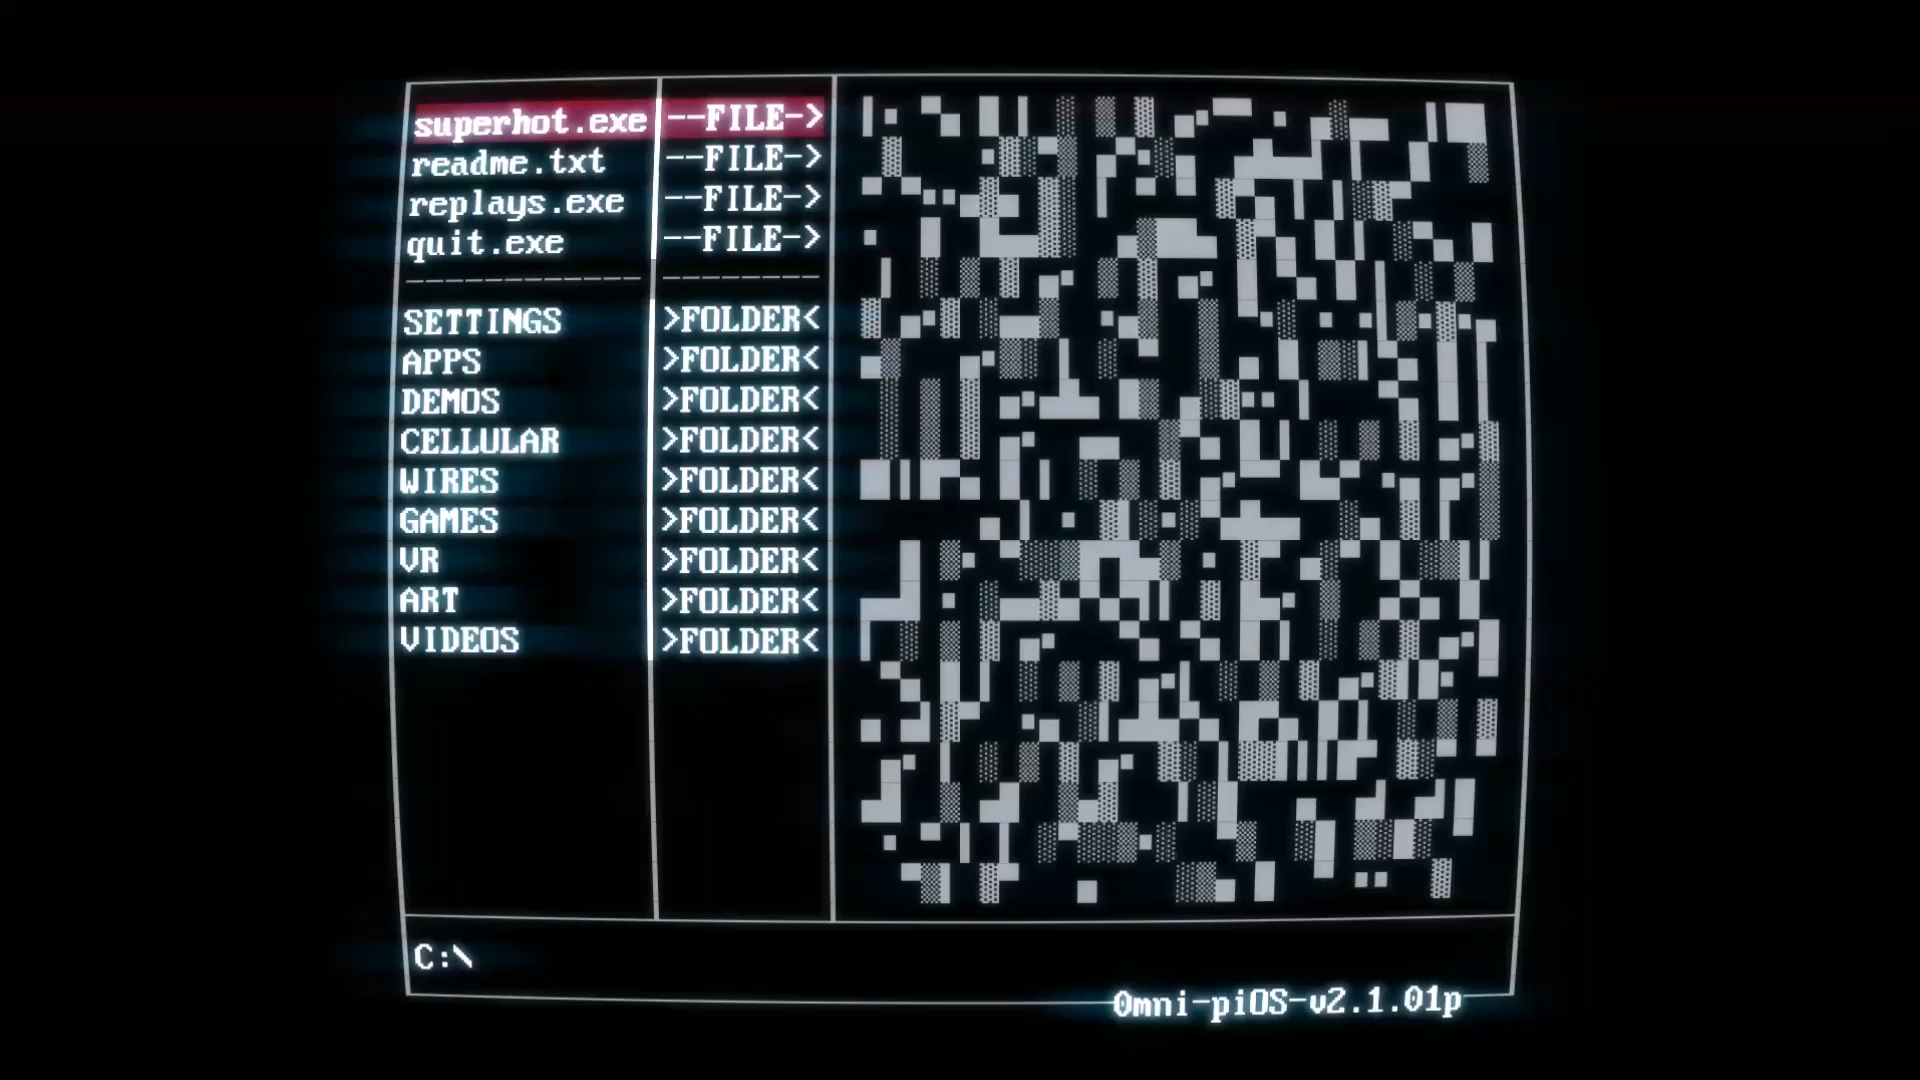 superhot.exe --FILE->
readme.txt --FILE->
replays.exe --FILE->
quit.exe --FILE->
SETTINGS >FOLDER<
APPS >FOLDER<
DEMOS >FOLDER<
CELLULAR >FOLDER<
WIRES >FOLDER<
GAMES >FOLDER<
VR >FOLDER<
ART >FOLDER<
VIDEOS >FOLDER<
C:\
0mni-piOS-v2.1.01p